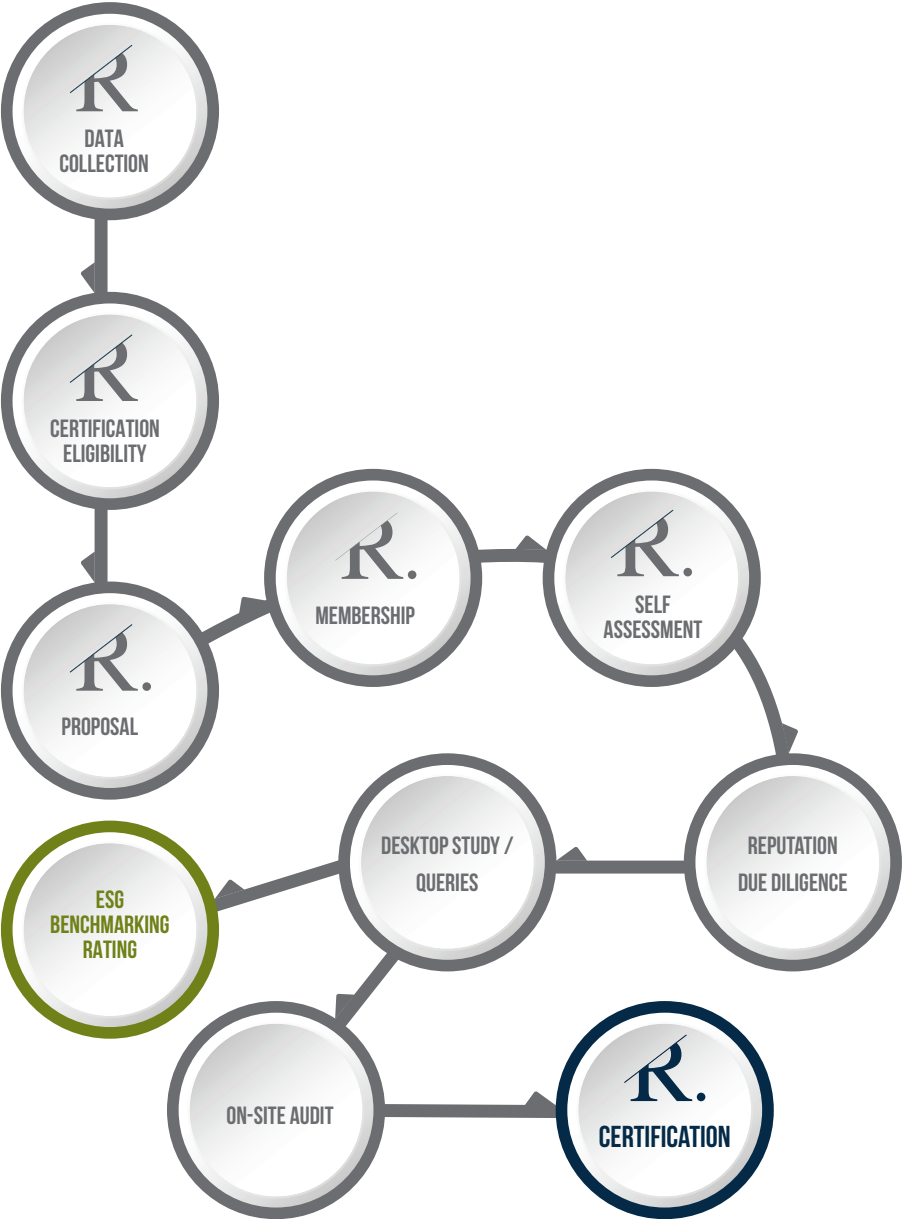 R
DATA
COLLECTION
R
CERTIFICATION
ELIGIBILITY
R.
PROPOSAL
R.
MEMBERSHIP
R.
SELF
ASSESSMENT
REPUTATION
DUE DILIGENCE
DESKTOP STUDY /
QUERIES
ESG
BENCHMARKING
RATING
ON-SITE AUDIT
R.
CERTIFICATION